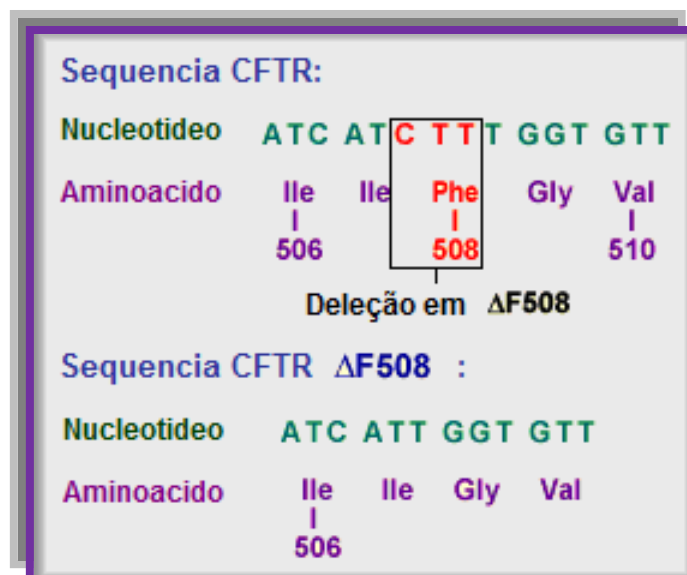 Sequencia CFTR:
Nucleotideo ATC ATC TTT GGT GTT
Aminoacido Ile Ile Phe Gly Val
506 508 510
Deleção em ΔF508
Sequencia CFTR ΔF508 :
Nucleotideo ATC ATT GGT GTT
Aminoacido Ile Ile Gly Val
506